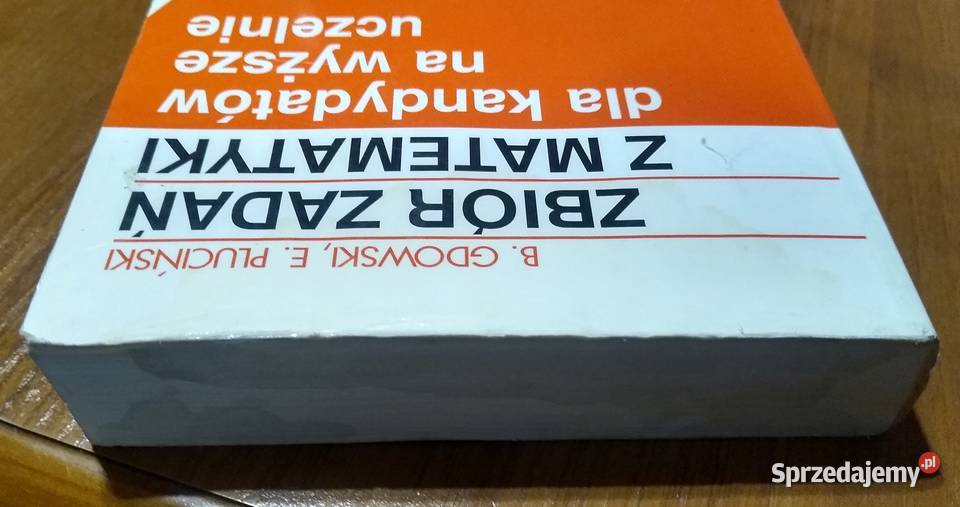 B. GDOWSKI, E. PLUCIŃSKI
ZBIÓR ZADAŃ
Z MATEMATYKI
dla kandydatów
na wyższe
uczelnie
Sprzedajemy.pl